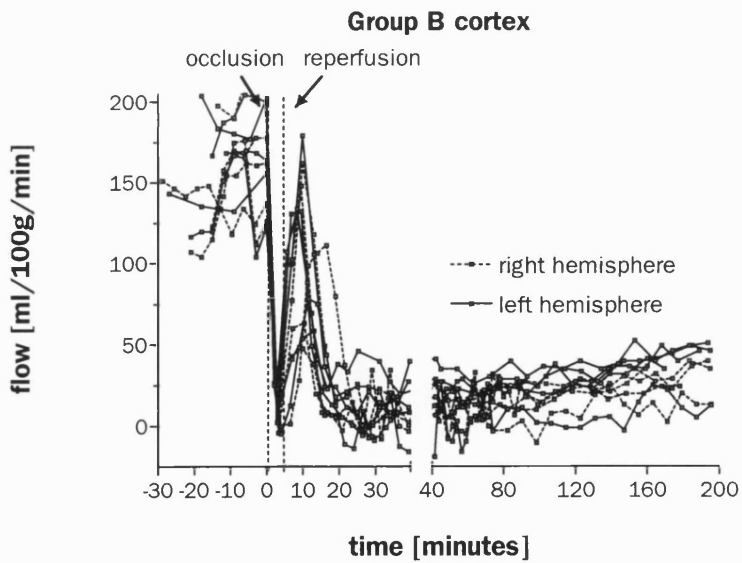 Group B cortex
occlusion reperfusion
flow [ml/100g/min]
200
150
100
50
0
right hemisphere
left hemisphere
-30 -20 -10 0 10 20 30 40 80 120 160 200
time [minutes]